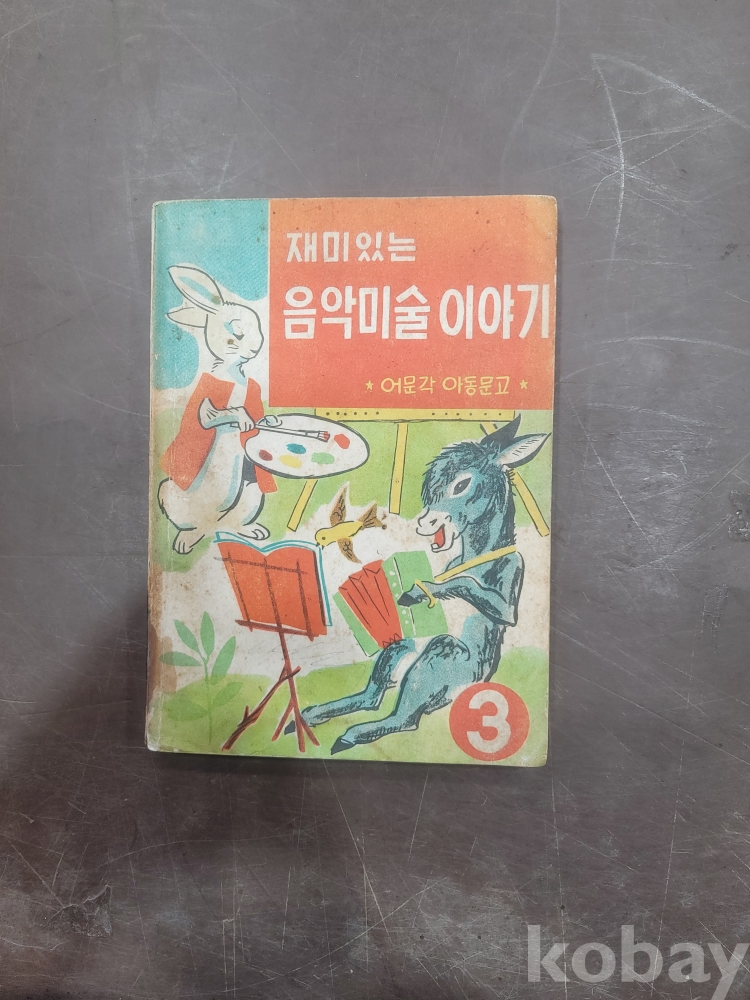 재미있는
음악미술 이야기
★ 어문각 아동문고 ★
3
kobay